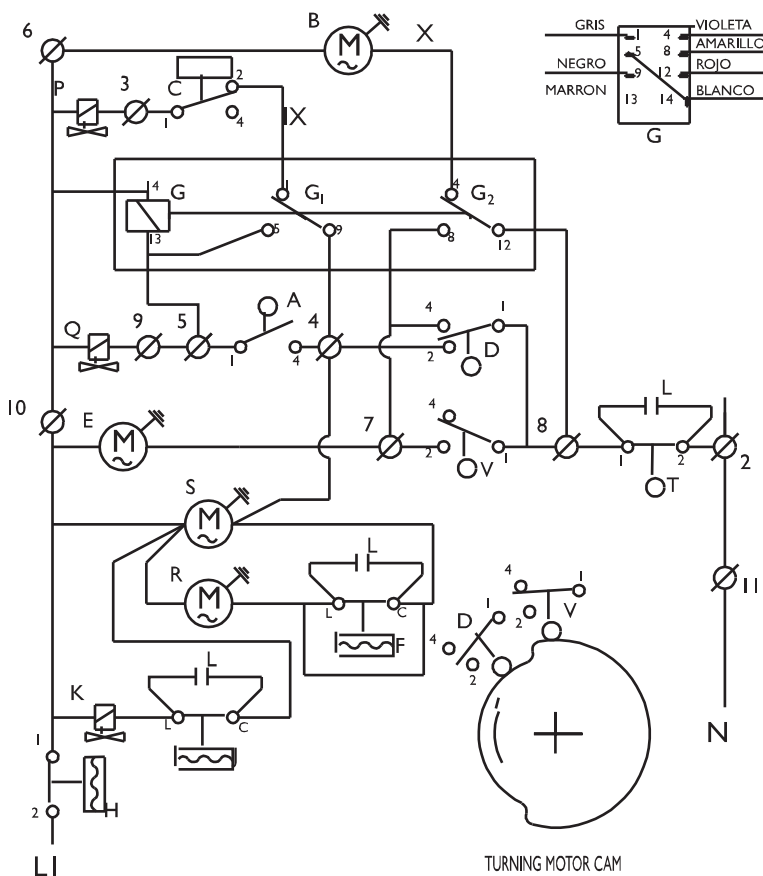 6
B
M
X
GRIS
1
4
VIOLETA
5
8
AMARILLO
NEGRO
9
12
ROJO
MARRON
13
14
BLANCO
G
P
3
C
2
1
4
IX
14
G
1
G1
4
G2
13
5
9
8
12
Q
9
5
A
4
4
1
1
4
2
D
10
E
M
7
4
V
2
1
8
L
1
2
T
2
S
M
L
R
M
L
C
F
11
4
1
D
1
2
V
4
2
K
L
L
C
N
1
2
H
L1
TURNING MOTOR CAM